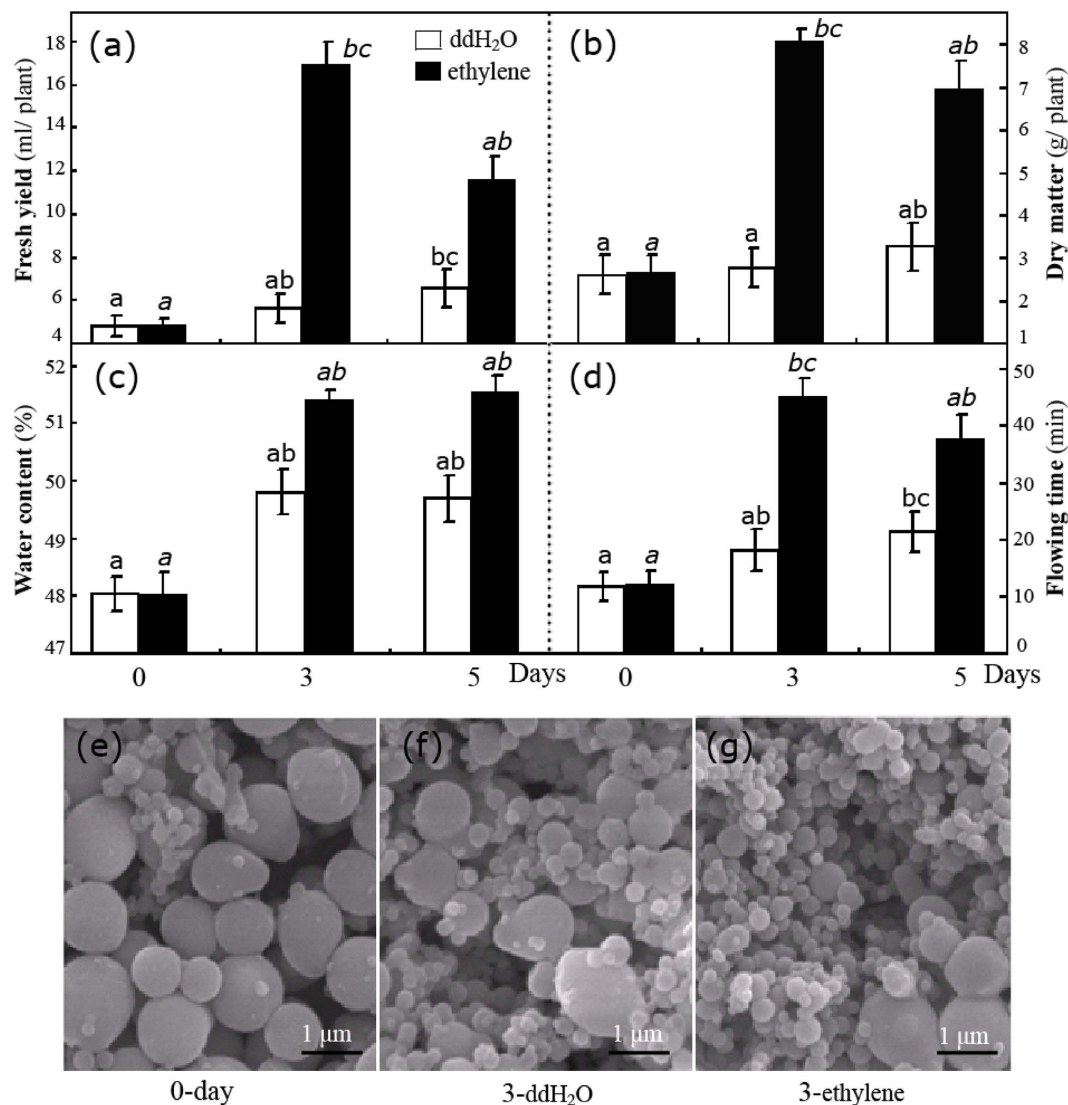 (a)
ddH₂O
ethylene
Fresh yield (ml/ plant)
18
16
14
12
10
8
6
4
a
a
ab
bc
bc
ab
(b)
Dry matter (g/ plant)
8
7
6
5
4
3
2
1
a
a
a
bc
ab
ab
(c)
Water content (%)
52
51
50
49
48
47
a
a
ab
ab
ab
ab
0
3
5
Days
(d)
Flowing time (min)
50
40
30
20
10
0
a
a
ab
bc
bc
ab
0
3
5
Days
(e)
1 μm
0-day
(f)
1 μm
3-ddH₂O
(g)
1 μm
3-ethylene